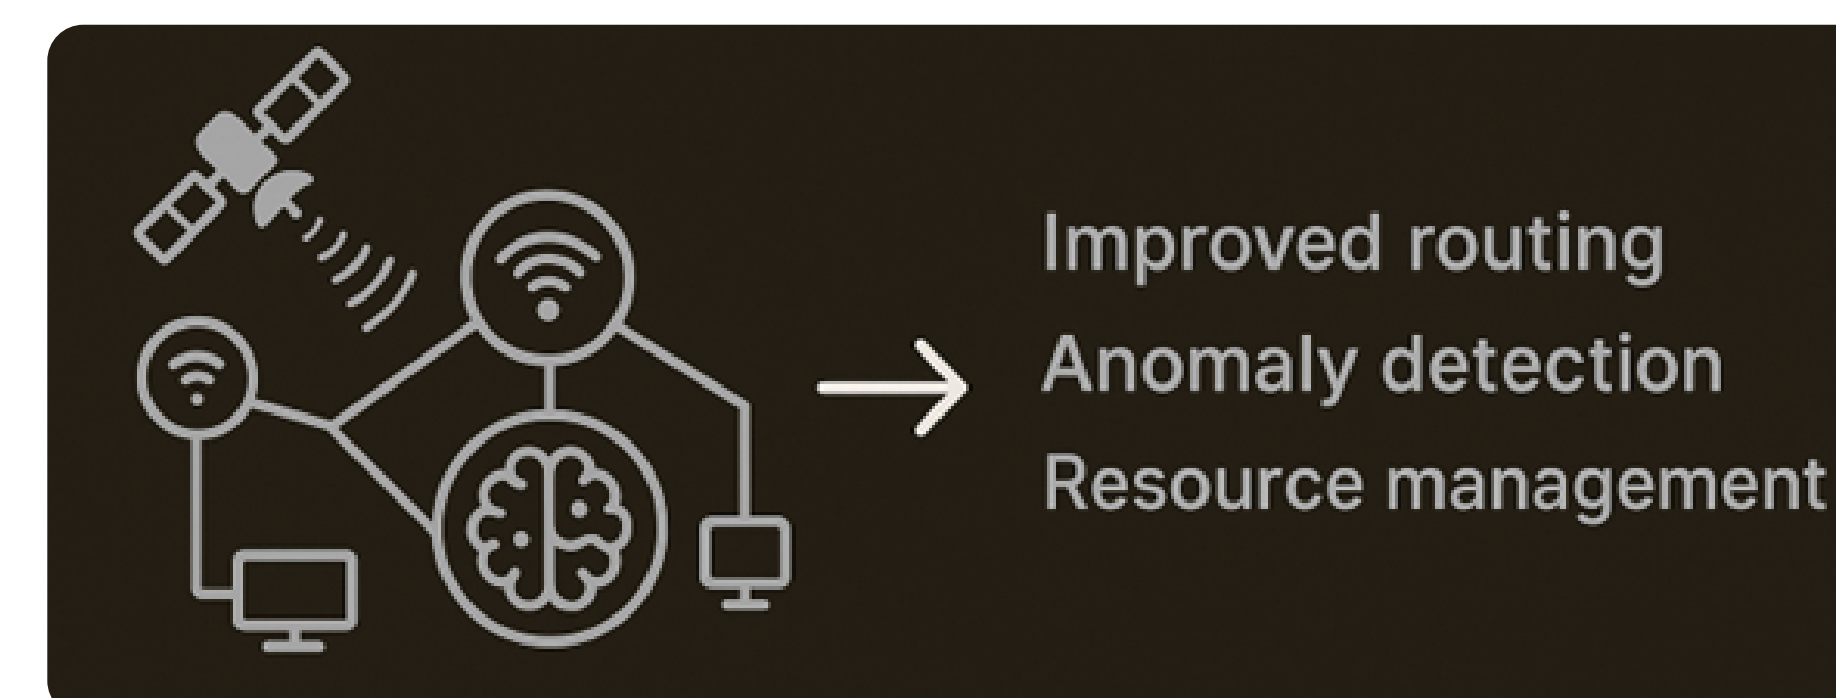 Improved routing
Anomaly detection
Resource management